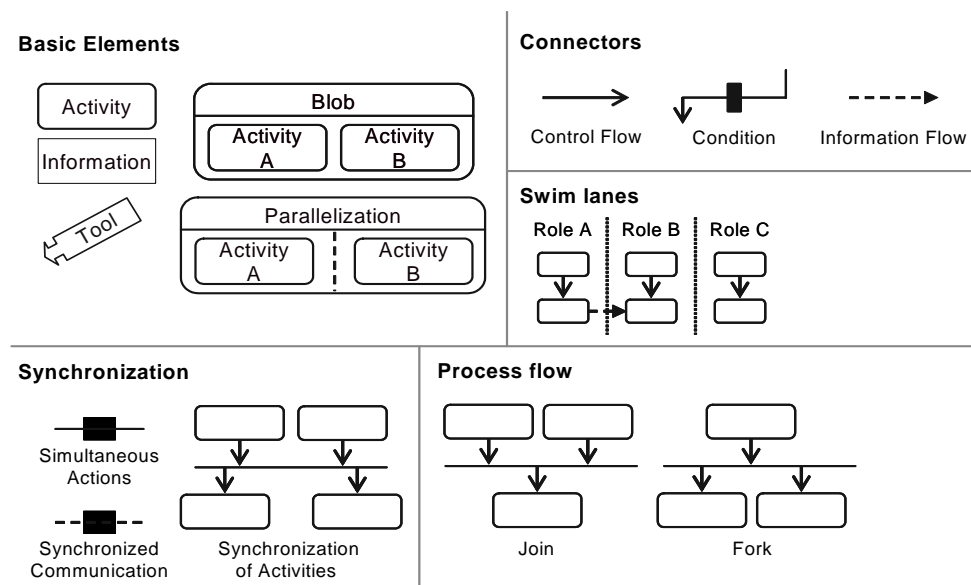 Basic Elements
Activity
Information
Tool
Blob
Activity
A
Activity
B
Parallelization
Activity
A
Activity
B
Connectors
Control Flow
Condition
Information Flow
Swim lanes
Role A
Role B
Role C
Synchronization
Simultaneous
Actions
Synchronized
Communication
Synchronization
of Activities
Process flow
Join
Fork